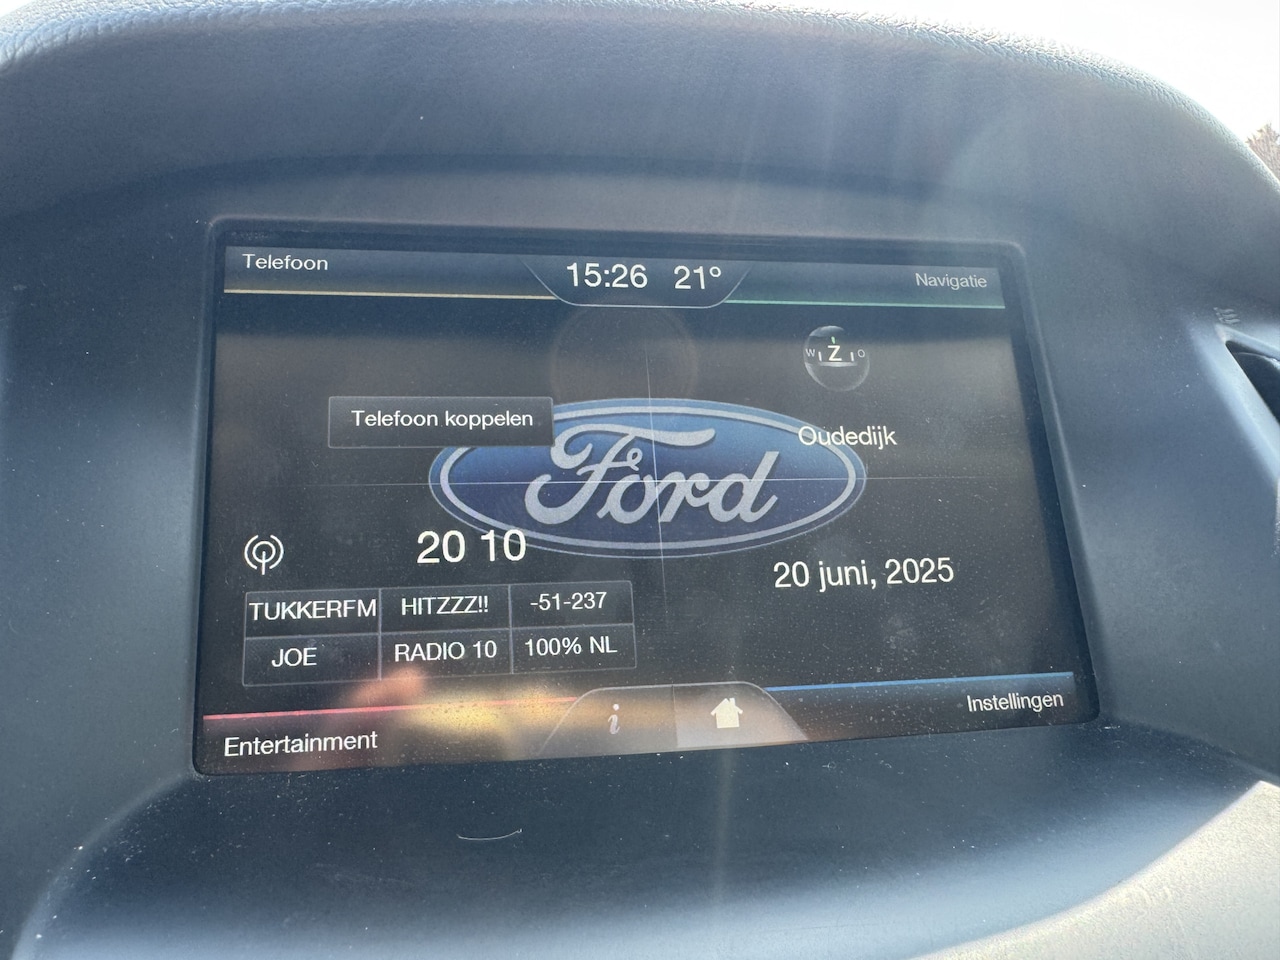 Telefoon
15:26 21°
Navigatie
W Z O
Telefoon koppelen
Oudedijk
Ford
20 10
20 juni, 2025
TUKKERFM HITZZZ!! -51-237
JOE RADIO 10 100% NL
i
Instellingen
Entertainment